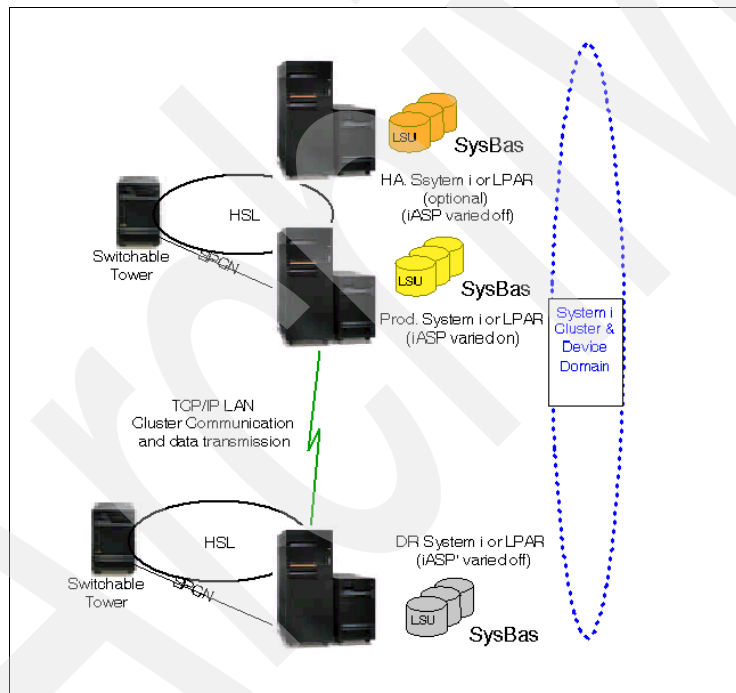 LSU
SysBas
HA. Ssytem i or LPAR
(optional)
(iASP varied off)
HSL
Switchable
Tower
SPCN
LSU
SysBas
Prod. System i or LPAR
(iASP varied on)
System i
Cluster &
Device
Domain
TCP/IP LAN
Cluster Communication
and data transmission
HSL
DR System i or LPAR
(iASP' varied off)
Switchable
Tower
SPCN
LSU
SysBas